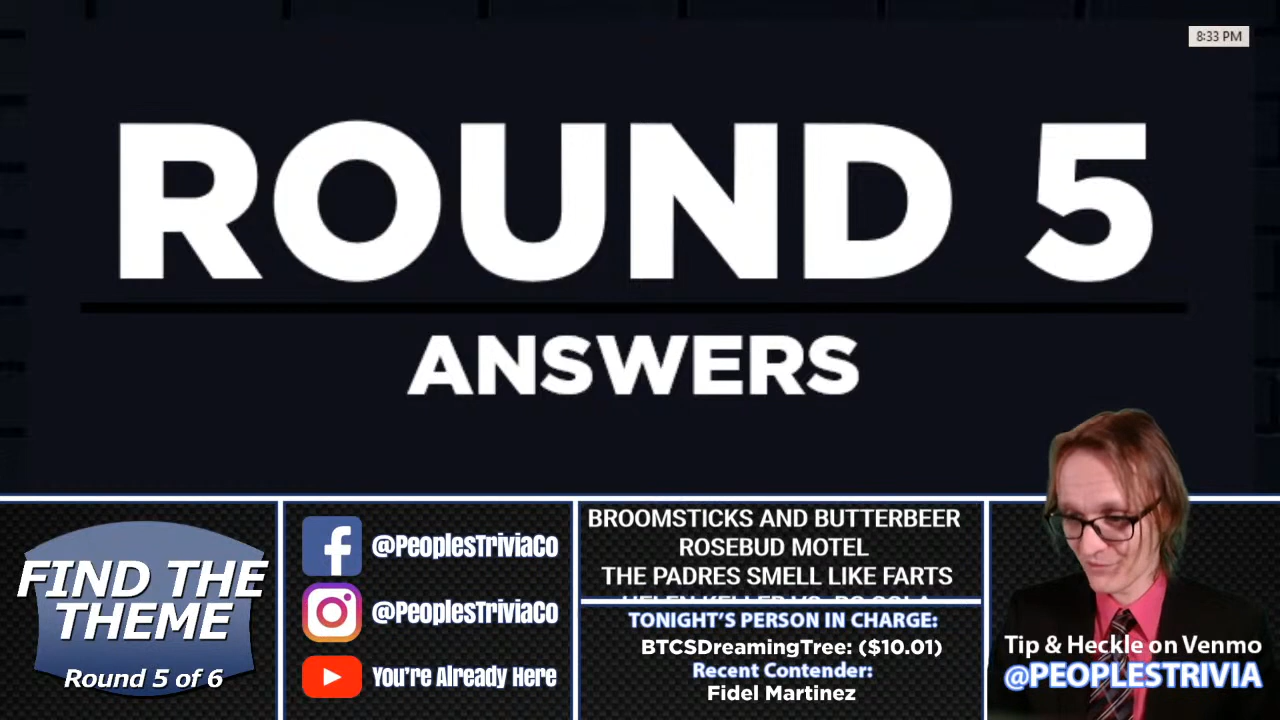 8:33 PM
ROUND 5
ANSWERS
FIND THE
THEME
Round 5 of 6
@PeoplesTriviaCo
@PeoplesTriviaCo
You're Already Here
BROOMSTICKS AND BUTTERBEER
ROSEBUD MOTEL
THE PADRES SMELL LIKE FARTS
TONIGHT'S PERSON IN CHARGE:
BTCSDreamingTree: ($10.01)
Recent Contender:
Fidel Martinez
Tip & Heckle on Venmo
@PEOPLESTRIVIA